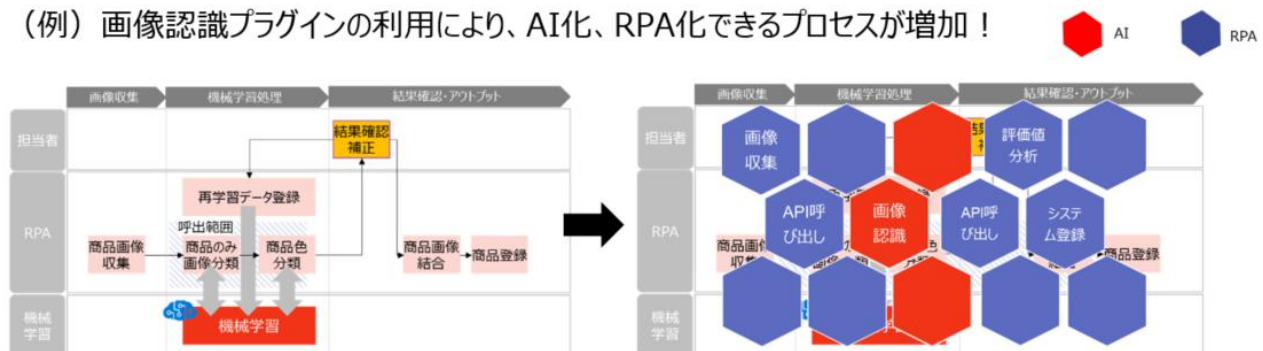 （例）画像認識プラグインの利用により、AI化、RPA化できるプロセスが増加！
AI
RPA
画像収集
機械学習処理
結果確認・アウトプット
担当者
結果確認
補正
RPA
再学習データ登録
呼出範囲
商品画像
収集
商品のみ
画像分類
商品色
分類
商品画像
結合
商品登録
機械
学習
機械学習
画像収集
機械学習処理
結果確認・アウトプット
担当者
画像
収集
評価値
分析
RPA
API呼
び出し
画像
認識
API呼
び出し
システ
ム登録
商品登録
機械
学習